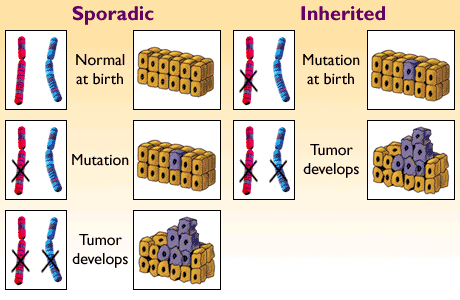 Sporadic
Inherited
Normal
at birth
Mutation
at birth
Mutation
Tumor
develops
Tumor
develops